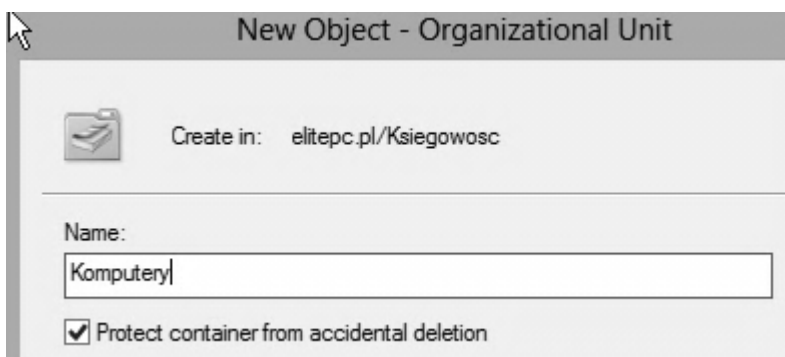 New Object - Organizational Unit
Create in: elitepc.pl/Ksiegowosc
Name:
Komputery
Protect container from accidental deletion